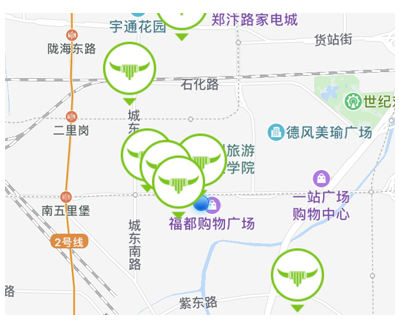 宇通花园
郑汴路家电城
陇海东路
货站街
石化路
世纪
城东
二里岗
德风美瑜广场
旅游
学院
南五里堡
一站广场
购物中心
福都购物广场
2号线
城东南路
路
紫东路